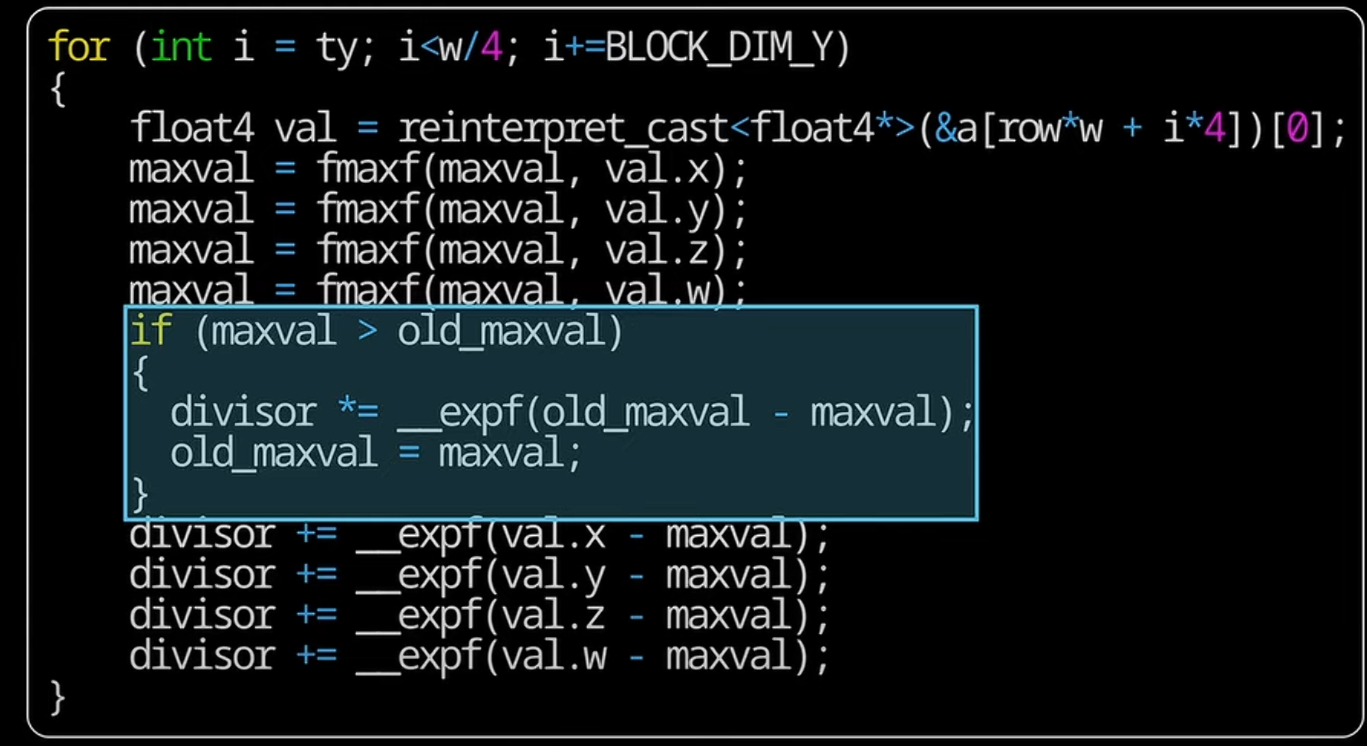 for (int i = ty; i<w/4; i+=BLOCK_DIM_Y)
{
    float4 val = reinterpret_cast<float4*>(&a[row*w + i*4])[0];
    maxval = fmaxf(maxval, val.x);
    maxval = fmaxf(maxval, val.y);
    maxval = fmaxf(maxval, val.z);
    maxval = fmaxf(maxval, val.w);
    if (maxval > old_maxval)
    {
      divisor *= __expf(old_maxval - maxval);
      old_maxval = maxval;
    }
    divisor += __expf(val.x - maxval);
    divisor += __expf(val.y - maxval);
    divisor += __expf(val.z - maxval);
    divisor += __expf(val.w - maxval);
}